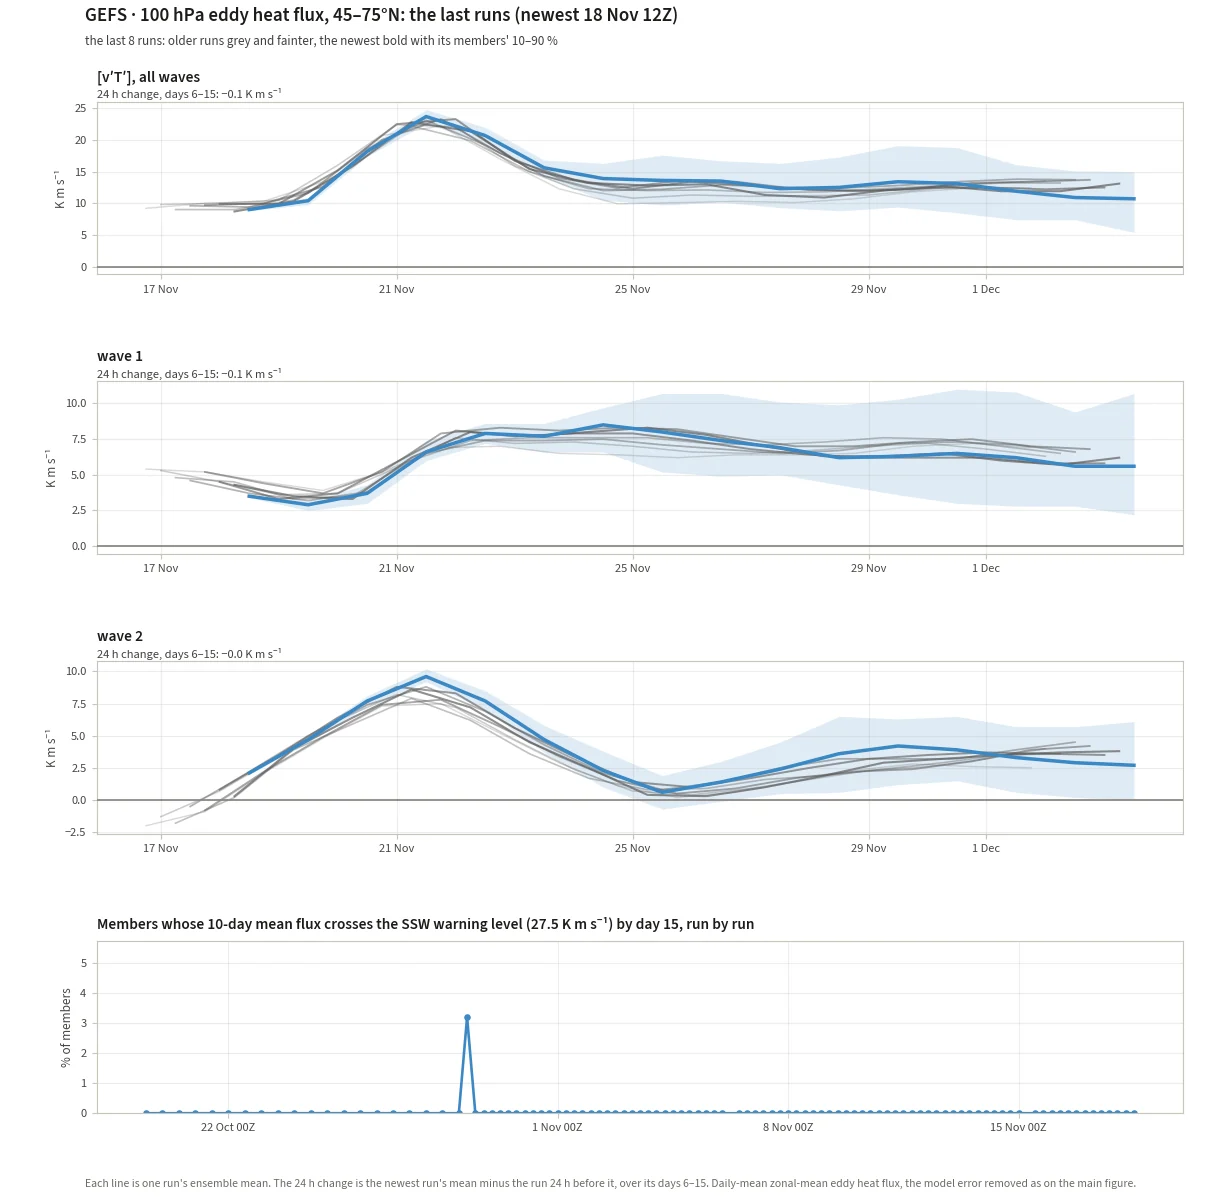 GEFS · 100 hPa eddy heat flux, 45–75°N: the last runs (newest 18 Nov 12Z)
the last 8 runs: older runs grey and fainter, the newest bold with its members' 10–90 %
[v′T′], all waves
24 h change, days 6–15: −0.1 K m s⁻¹
25
20
15
10
5
0
K m s⁻¹
17 Nov
21 Nov
25 Nov
29 Nov
1 Dec
wave 1
24 h change, days 6–15: −0.1 K m s⁻¹
10.0
7.5
5.0
2.5
0.0
K m s⁻¹
17 Nov
21 Nov
25 Nov
29 Nov
1 Dec
wave 2
24 h change, days 6–15: −0.0 K m s⁻¹
10.0
7.5
5.0
2.5
0.0
−2.5
K m s⁻¹
17 Nov
21 Nov
25 Nov
29 Nov
1 Dec
Members whose 10-day mean flux crosses the SSW warning level (27.5 K m s⁻¹) by day 15, run by run
5
4
3
2
1
0
% of members
22 Oct 00Z
1 Nov 00Z
8 Nov 00Z
15 Nov 00Z
Each line is one run's ensemble mean. The 24 h change is the newest run's mean minus the run 24 h before it, over its days 6–15. Daily-mean zonal-mean eddy heat flux, the model error removed as on the main figure.